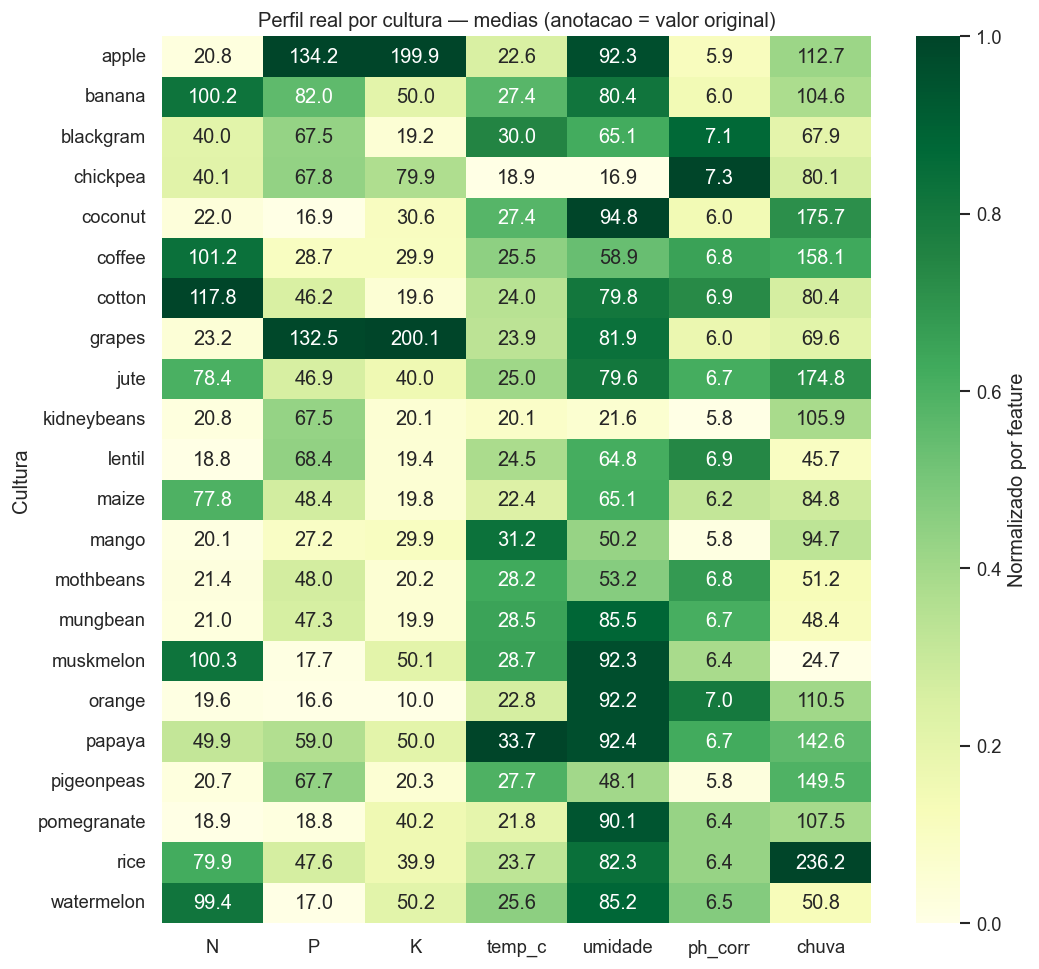 Perfil real por cultura — medias (anotacao = valor original)
apple 20.8 134.2 199.9 22.6 92.3 5.9 112.7
banana 100.2 82.0 50.0 27.4 80.4 6.0 104.6
blackgram 40.0 67.5 19.2 30.0 65.1 7.1 67.9
chickpea 40.1 67.8 79.9 18.9 16.9 7.3 80.1
coconut 22.0 16.9 30.6 27.4 94.8 6.0 175.7
coffee 101.2 28.7 29.9 25.5 58.9 6.8 158.1
cotton 117.8 46.2 19.6 24.0 79.8 6.9 80.4
grapes 23.2 132.5 200.1 23.9 81.9 6.0 69.6
jute 78.4 46.9 40.0 25.0 79.6 6.7 174.8
kidneybeans 20.8 67.5 20.1 20.1 21.6 5.8 105.9
lentil 18.8 68.4 19.4 24.5 64.8 6.9 45.7
maize 77.8 48.4 19.8 22.4 65.1 6.2 84.8
mango 20.1 27.2 29.9 31.2 50.2 5.8 94.7
mothbeans 21.4 48.0 20.2 28.2 53.2 6.8 51.2
mungbean 21.0 47.3 19.9 28.5 85.5 6.7 48.4
muskmelon 100.3 17.7 50.1 28.7 92.3 6.4 24.7
orange 19.6 16.6 10.0 22.8 92.2 7.0 110.5
papaya 49.9 59.0 50.0 33.7 92.4 6.7 142.6
pigeonpeas 20.7 67.7 20.3 27.7 48.1 5.8 149.5
pomegranate 18.9 18.8 40.2 21.8 90.1 6.4 107.5
rice 79.9 47.6 39.9 23.7 82.3 6.4 236.2
watermelon 99.4 17.0 50.2 25.6 85.2 6.5 50.8
N P K temp_c umidade ph_corr chuva
Cultura
1.0
0.8
0.6
0.4
0.2
0.0
Normalizado por feature